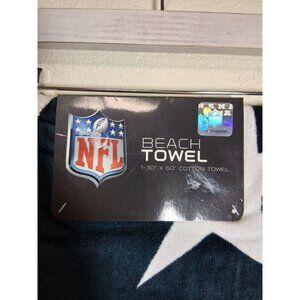 NFL
BEACH
TOWEL
1-30" X 60" COTTON TOWEL